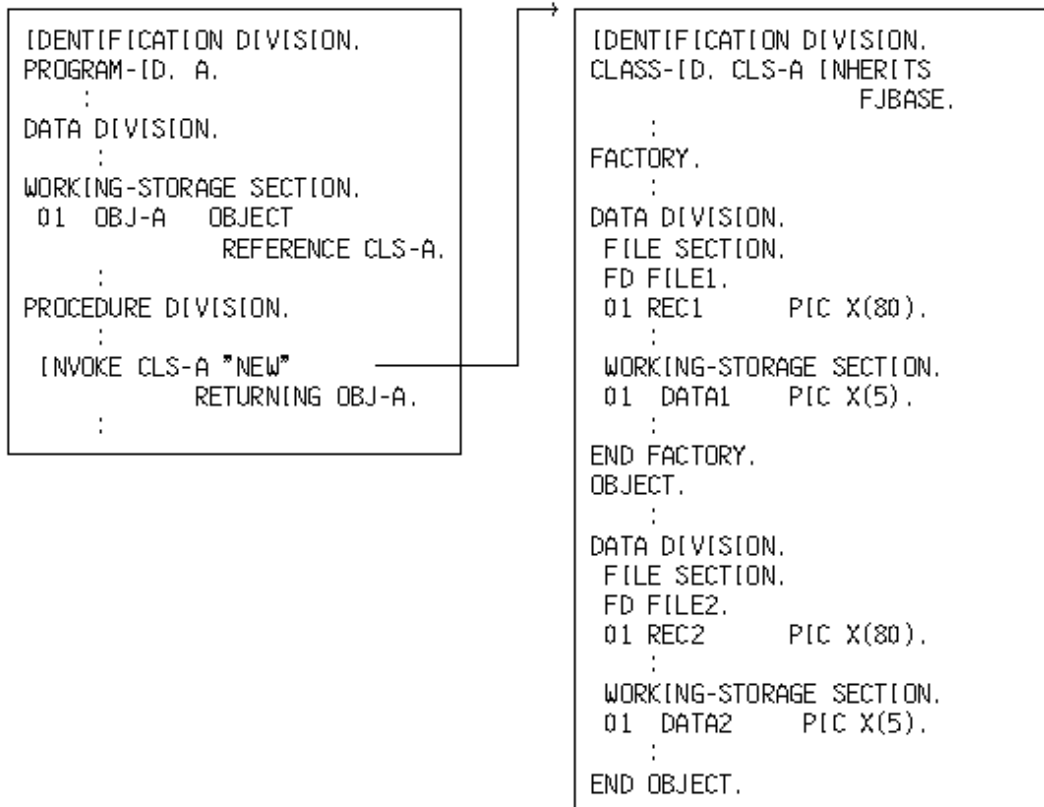 IDENTIFICATION DIVISION.
PROGRAM-ID. A.
:
DATA DIVISION.
:
WORKING-STORAGE SECTION.
01 OBJ-A OBJECT
REFERENCE CLS-A.
:
PROCEDURE DIVISION.
:
INVOKE CLS-A "NEW"
RETURNING OBJ-A.
:
IDENTIFICATION DIVISION.
CLASS-ID. CLS-A INHERITS
FJBASE.
:
FACTORY.
:
DATA DIVISION.
FILE SECTION.
FD FILE1.
01 REC1 PIC X(80).
:
WORKING-STORAGE SECTION.
01 DATA1 PIC X(5).
:
END FACTORY.
OBJECT.
:
DATA DIVISION.
FILE SECTION.
FD FILE2.
01 REC2 PIC X(80).
:
WORKING-STORAGE SECTION.
01 DATA2 PIC X(5).
:
END OBJECT.